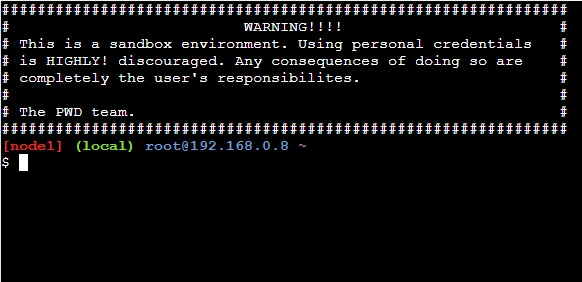 ###############################################################
# WARNING!!!! #
# This is a sandbox environment. Using personal credentials #
# is HIGHLY! discouraged. Any consequences of doing so are #
# completely the user's responsibilites. #
# #
# The PWD team. #
###############################################################
[node1] (local) root@192.168.0.8 ~
$